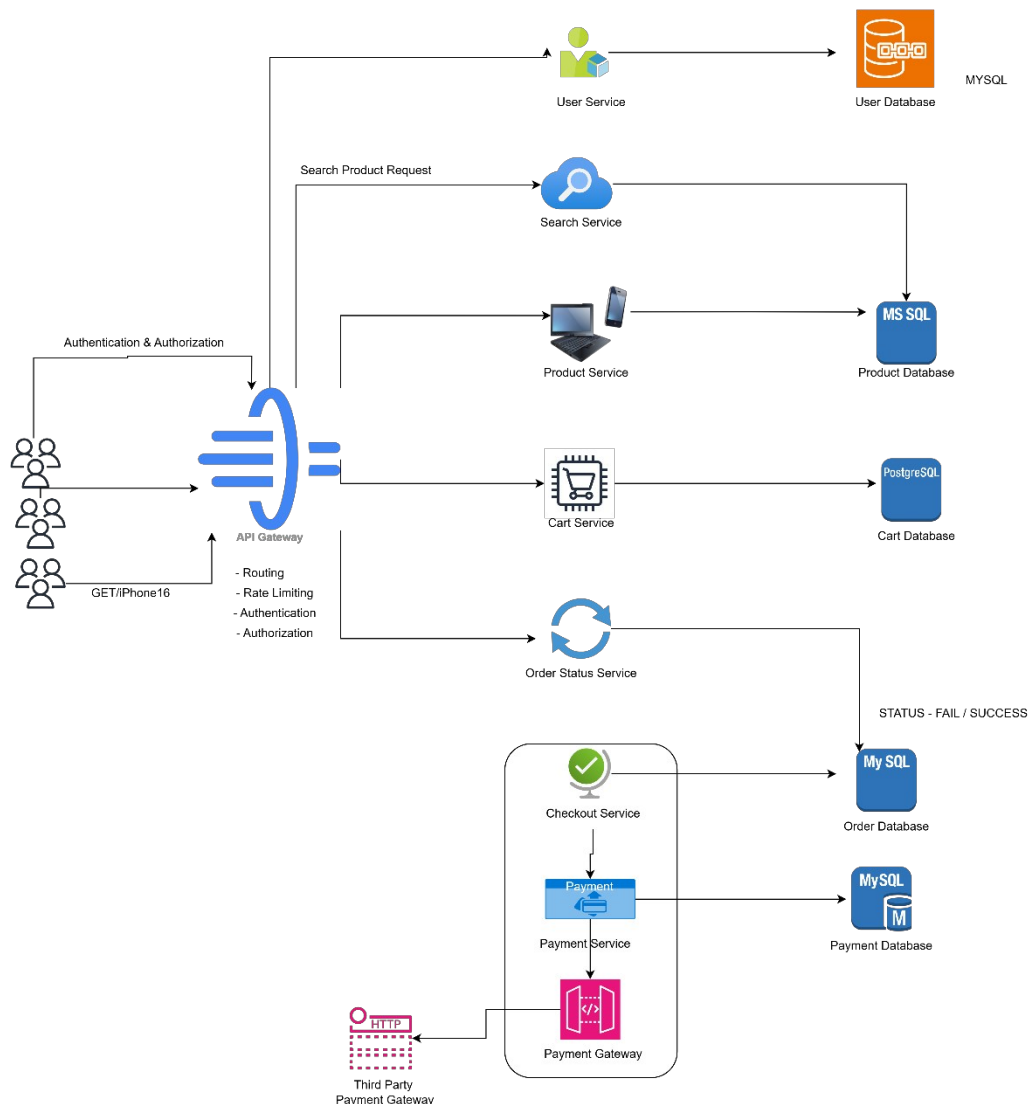 User Service
User Database
MYSQL
Search Product Request
Search Service
MS SQL
Product Service
Product Database
Authentication & Authorization
PostgreSQL
Cart Service
Cart Database
API Gateway
GET/iPhone16
- Routing
- Rate Limiting
- Authentication
- Authorization
Order Status Service
STATUS - FAIL / SUCCESS
My SQL
Checkout Service
Order Database
Payment
MySQL
M
Payment Service
Payment Database
</>
HTTP
Payment Gateway
Third Party
Payment Gateway